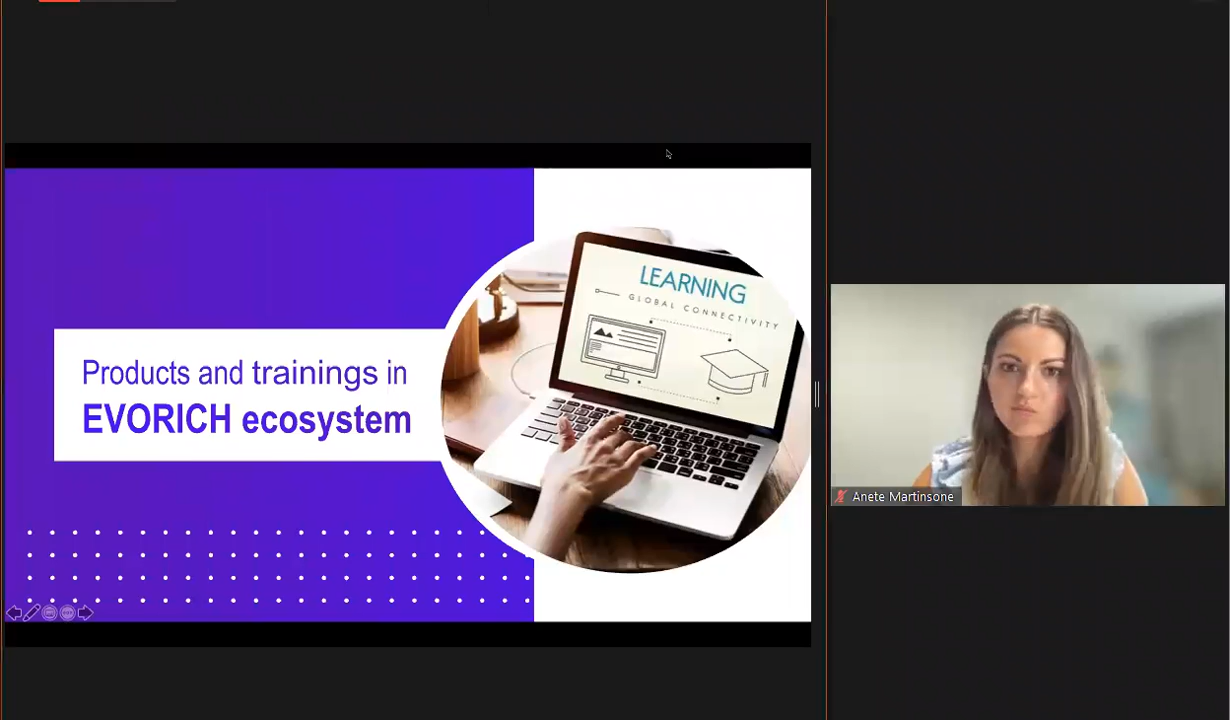 Products and trainings in
EVORICH ecosystem
LEARNING
GLOBAL CONNECTIVITY
Anete Martinsone